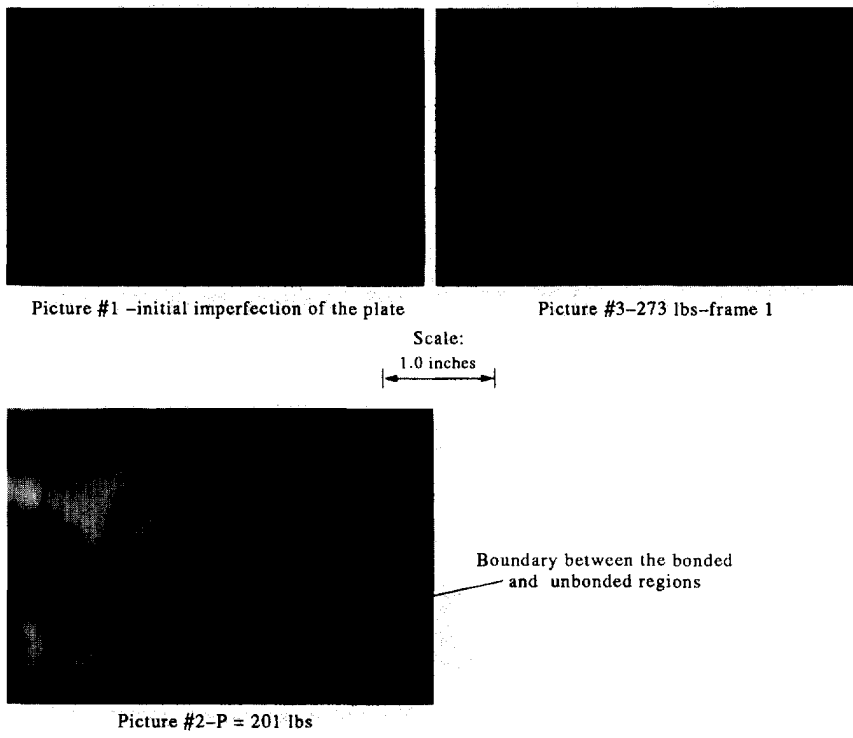 Picture #1 –initial imperfection of the plate
Picture #3–273 lbs–frame 1
Scale:
1.0 inches
Boundary between the bonded
and unbonded regions
Picture #2–P = 201 lbs